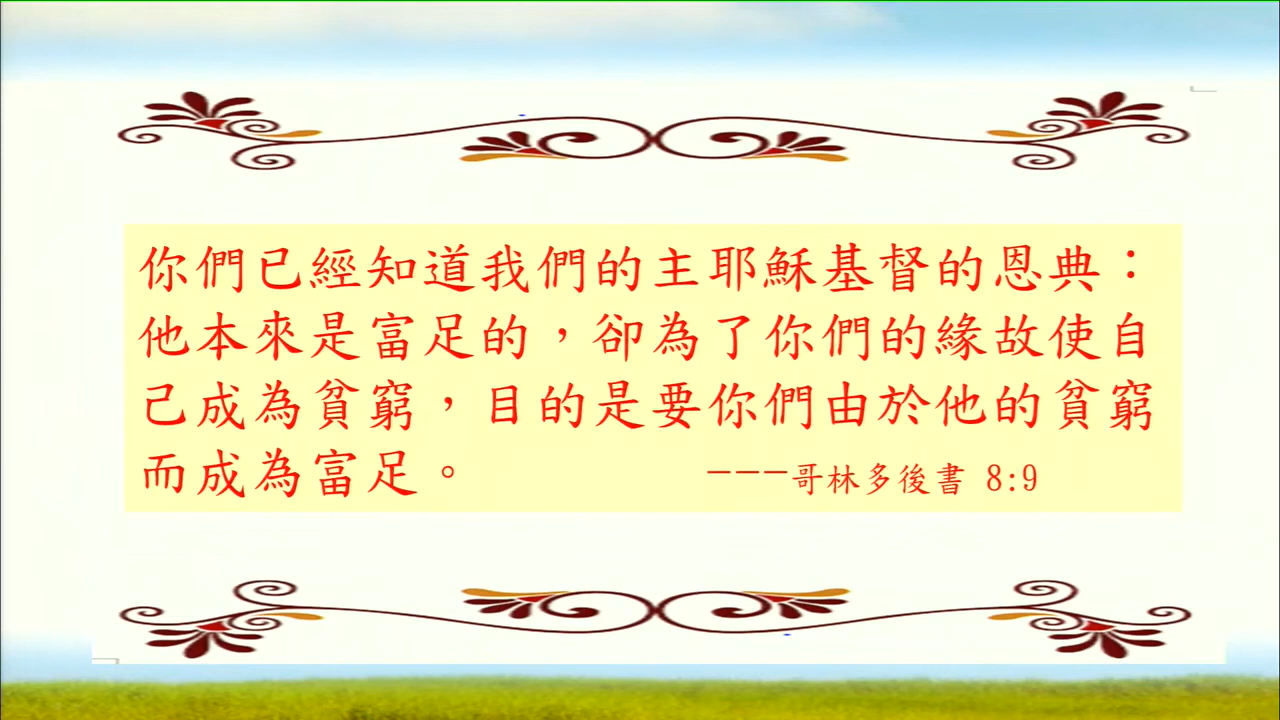 你們已經知道我們的主耶穌基督的恩典：
他本來是富足的，卻為了你們的緣故使自
己成為貧窮，目的是要你們由於他的貧窮
而成為富足。 ---哥林多後書 8:9